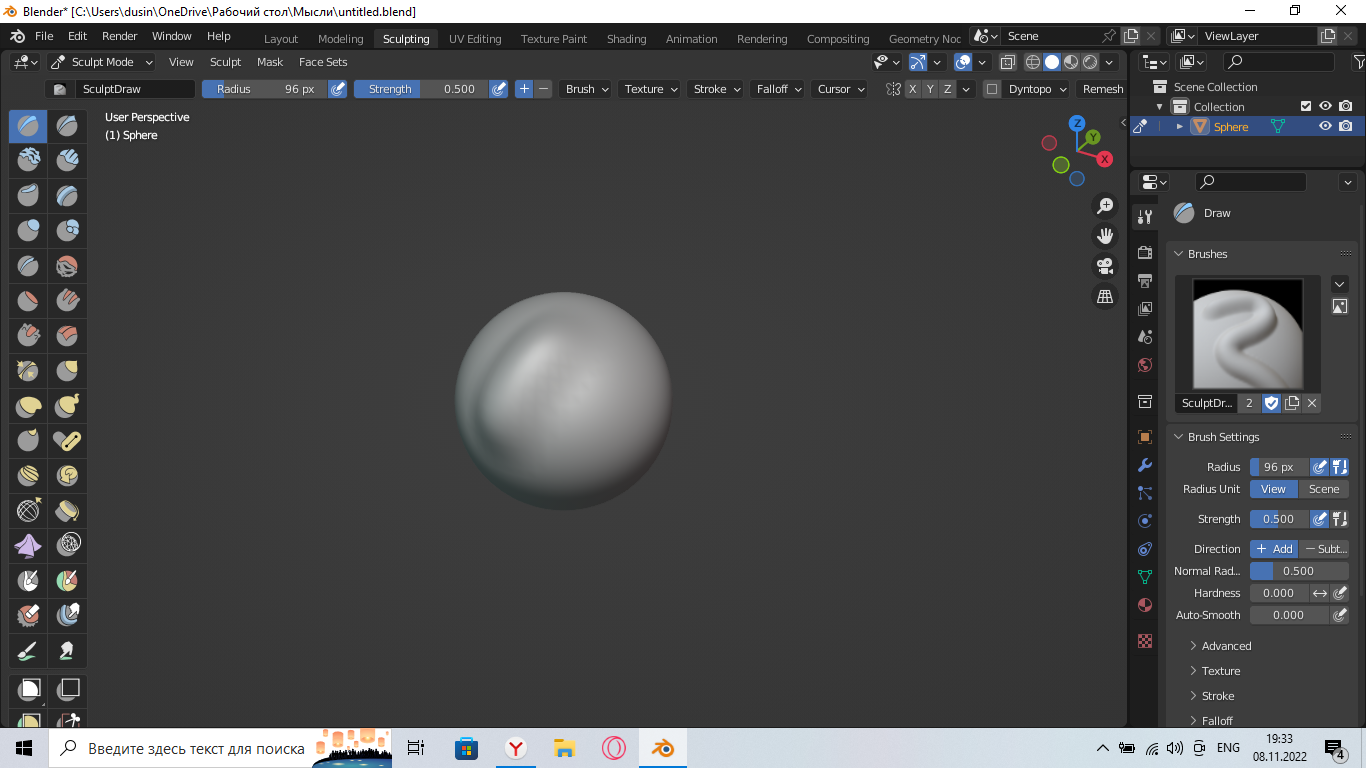 Blender* [C:\Users\dusin\OneDrive\Рабочий стол\Мысли\untitled.blend]
File Edit Render Window Help Layout Modeling Sculpting UV Editing Texture Paint Shading Animation Rendering Compositing Geometry Noc Scene ViewLayer
Sculpt Mode View Sculpt Mask Face Sets
SculptDraw Radius 96 px Strength 0.500 Brush Texture Stroke Falloff Cursor X Y Z Dyntopo Remesh
User Perspective
(1) Sphere
Z
Y
X
Scene Collection
Collection
Sphere
Draw
Brushes
SculptDr... 2
Brush Settings
Radius 96 px
Radius Unit View Scene
Strength 0.500
Direction + Add − Subt...
Normal Rad... 0.500
Hardness 0.000
Auto-Smooth 0.000
Advanced
Texture
Stroke
Falloff
Введите здесь текст для поиска
ENG
19:33
08.11.2022
4